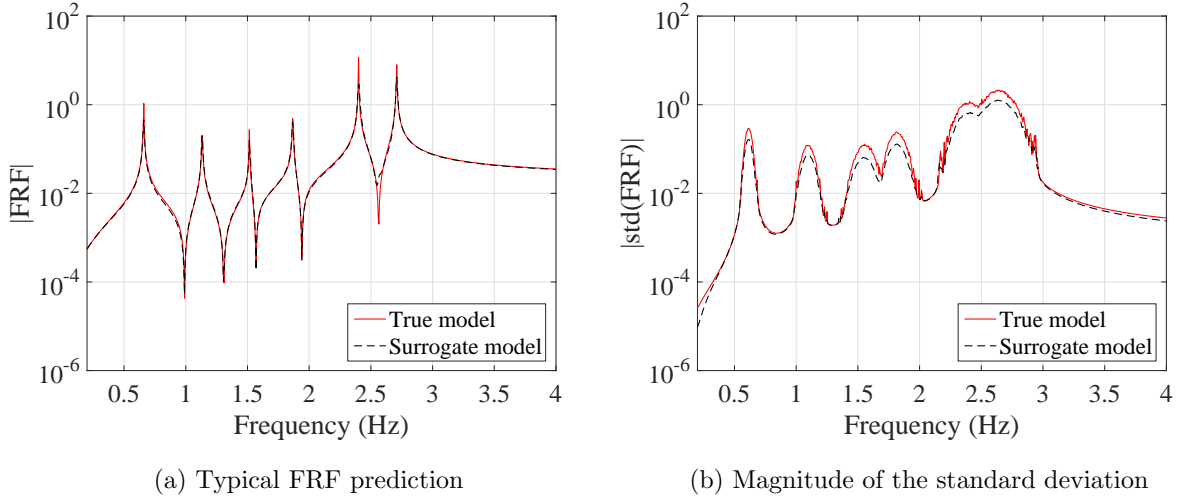 10^2
10^0
10^-2
10^-4
10^-6
|FRF|
0.5 1 1.5 2 2.5 3 3.5 4
Frequency (Hz)
True model
Surrogate model
(a) Typical FRF prediction
10^2
10^0
10^-2
10^-4
10^-6
|std(FRF)|
0.5 1 1.5 2 2.5 3 3.5 4
Frequency (Hz)
True model
Surrogate model
(b) Magnitude of the standard deviation